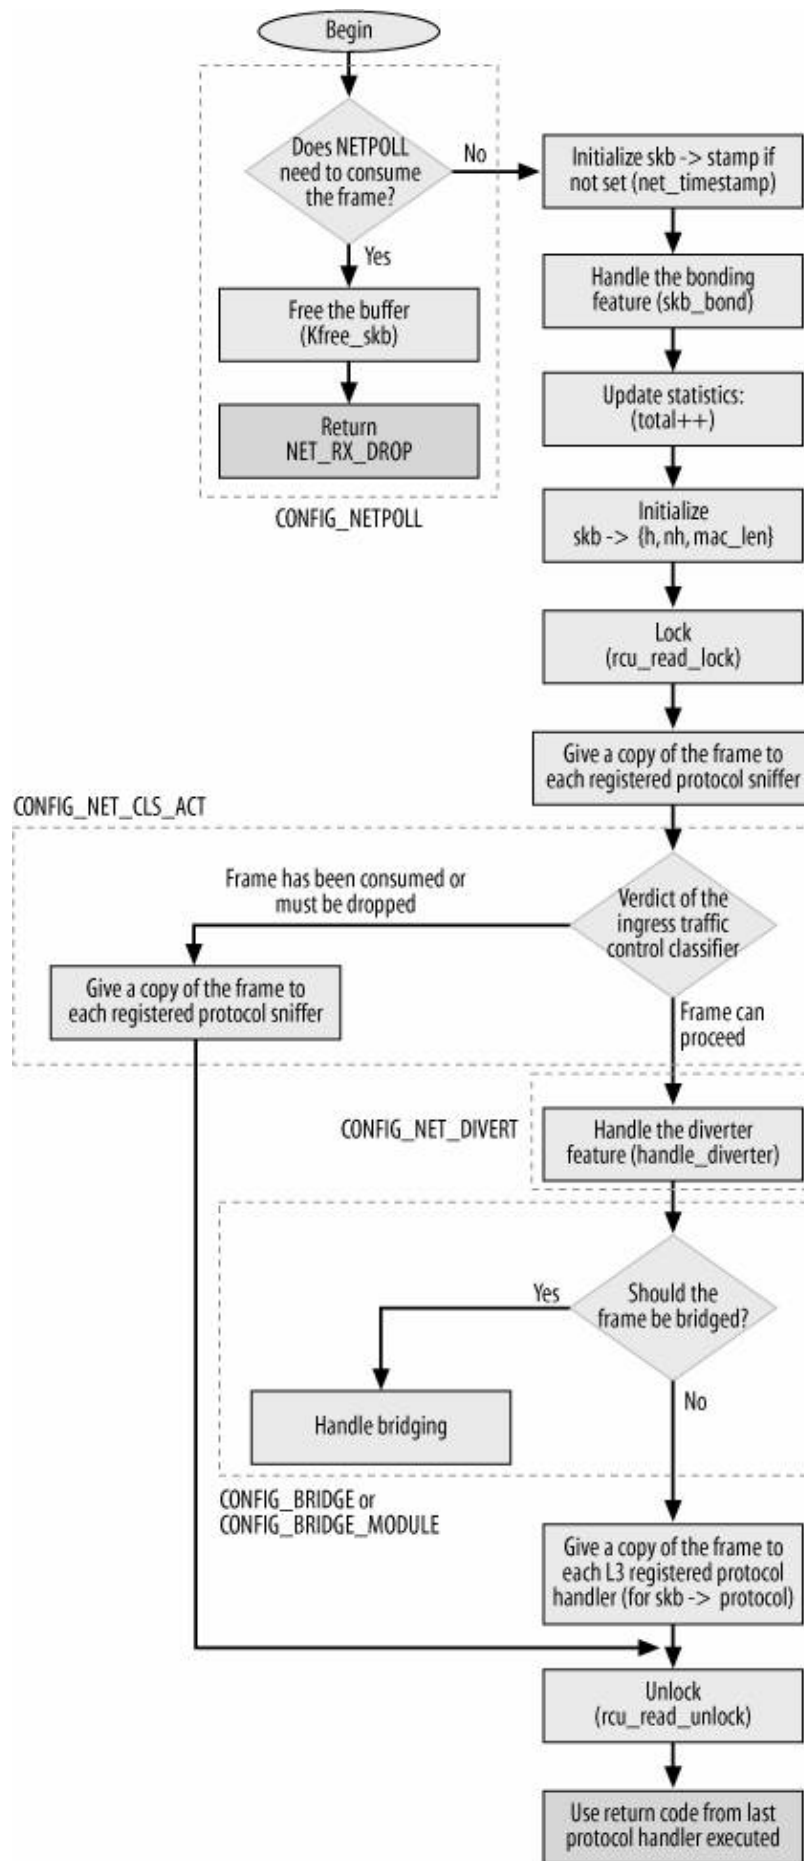 Begin
Does NETPOLL
need to consume
the frame?
No
Yes
Free the buffer
(Kfree_skb)
Return
NET_RX_DROP
CONFIG_NETPOLL
Initialize skb -> stamp if
not set (net_timestamp)
Handle the bonding
feature (skb_bond)
Update statistics:
(total++)
Initialize
skb -> {h, nh, mac_len}
Lock
(rcu_read_lock)
Give a copy of the frame to
each registered protocol sniffer
CONFIG_NET_CLS_ACT
Frame has been consumed or
must be dropped
Verdict of the
ingress traffic
control classifier
Give a copy of the frame to
each registered protocol sniffer
Frame can
proceed
CONFIG_NET_DIVERT
Handle the diverter
feature (handle_diverter)
Yes
Should the
frame be bridged?
No
Handle bridging
CONFIG_BRIDGE or
CONFIG_BRIDGE_MODULE
Give a copy of the frame to
each L3 registered protocol
handler (for skb -> protocol)
Unlock
(rcu_read_unlock)
Use return code from last
protocol handler executed